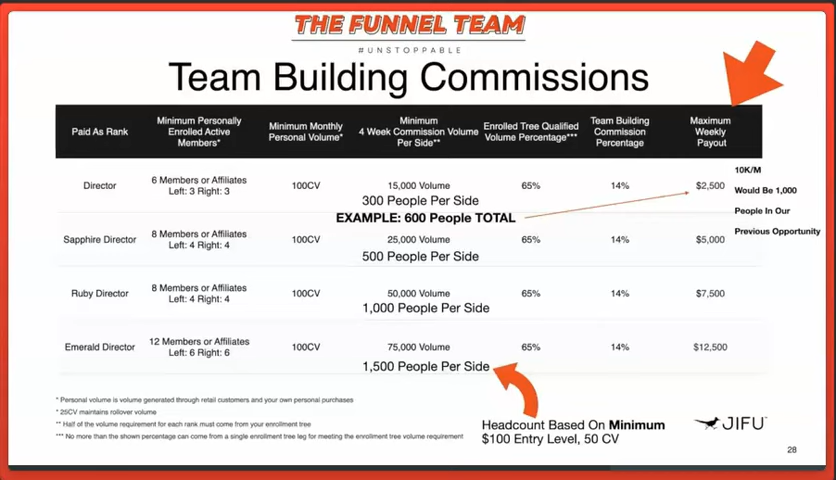 THE FUNNEL TEAM
#UNSTOPPABLE
Team Building Commissions
Paid As Rank
Minimum Personally
Enrolled Active
Members*
Minimum Monthly
Personal Volume*
Minimum
4 Week Commission Volume
Per Side**
Enrolled Tree Qualified
Volume Percentage***
Team Building
Commission
Percentage
Maximum
Weekly
Payout
Director
6 Members or Affiliates
Left: 3 Right: 3
100CV
15,000 Volume
300 People Per Side
65%
14%
$2,500
EXAMPLE: 600 People TOTAL
10K/M
Would Be 1,000
People In Our
Previous Opportunity
Sapphire Director
8 Members or Affiliates
Left: 4 Right: 4
100CV
25,000 Volume
500 People Per Side
65%
14%
$5,000
Ruby Director
8 Members or Affiliates
Left: 4 Right: 4
100CV
50,000 Volume
1,000 People Per Side
65%
14%
$7,500
Emerald Director
12 Members or Affiliates
Left: 6 Right: 6
100CV
75,000 Volume
1,500 People Per Side
65%
14%
$12,500
* Personal volume is volume generated through retail customers and your own personal purchases
* 25CV maintains rollover volume
** Half of the volume requirement for each rank must come from your enrollment tree
*** No more than the shown percentage can come from a single enrollment tree leg for meeting the enrollment tree volume requirement
Headcount Based On Minimum
$100 Entry Level, 50 CV
JIFU
28